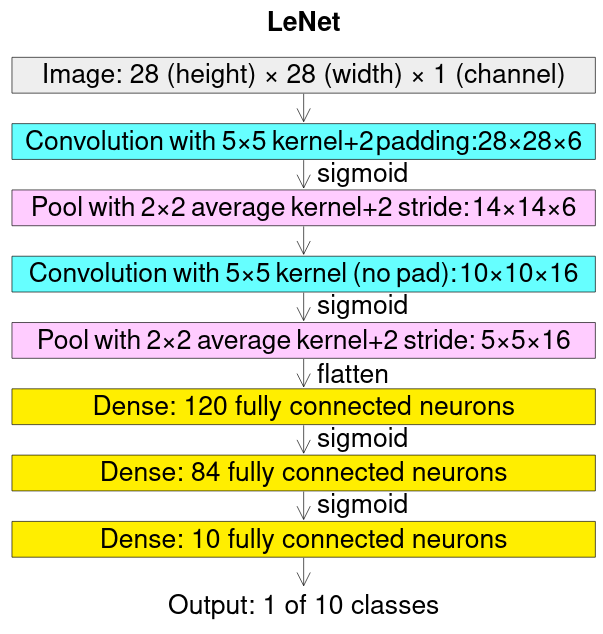 LeNet
Image: 28 (height) × 28 (width) × 1 (channel)
Convolution with 5×5 kernel+2padding:28×28×6
sigmoid
Pool with 2×2 average kernel+2 stride:14×14×6
Convolution with 5×5 kernel (no pad):10×10×16
sigmoid
Pool with 2×2 average kernel+2 stride: 5×5×16
flatten
Dense: 120 fully connected neurons
sigmoid
Dense: 84 fully connected neurons
sigmoid
Dense: 10 fully connected neurons
Output: 1 of 10 classes